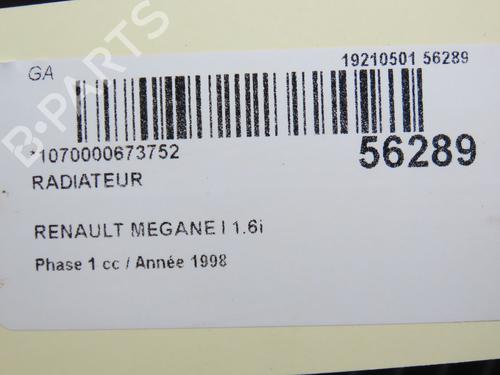 GA
19210501 56289
*1070000673752
56289
RADIATEUR
RENAULT MEGANE I 1.6i
Phase 1 cc / Année 1998
B-PARTS